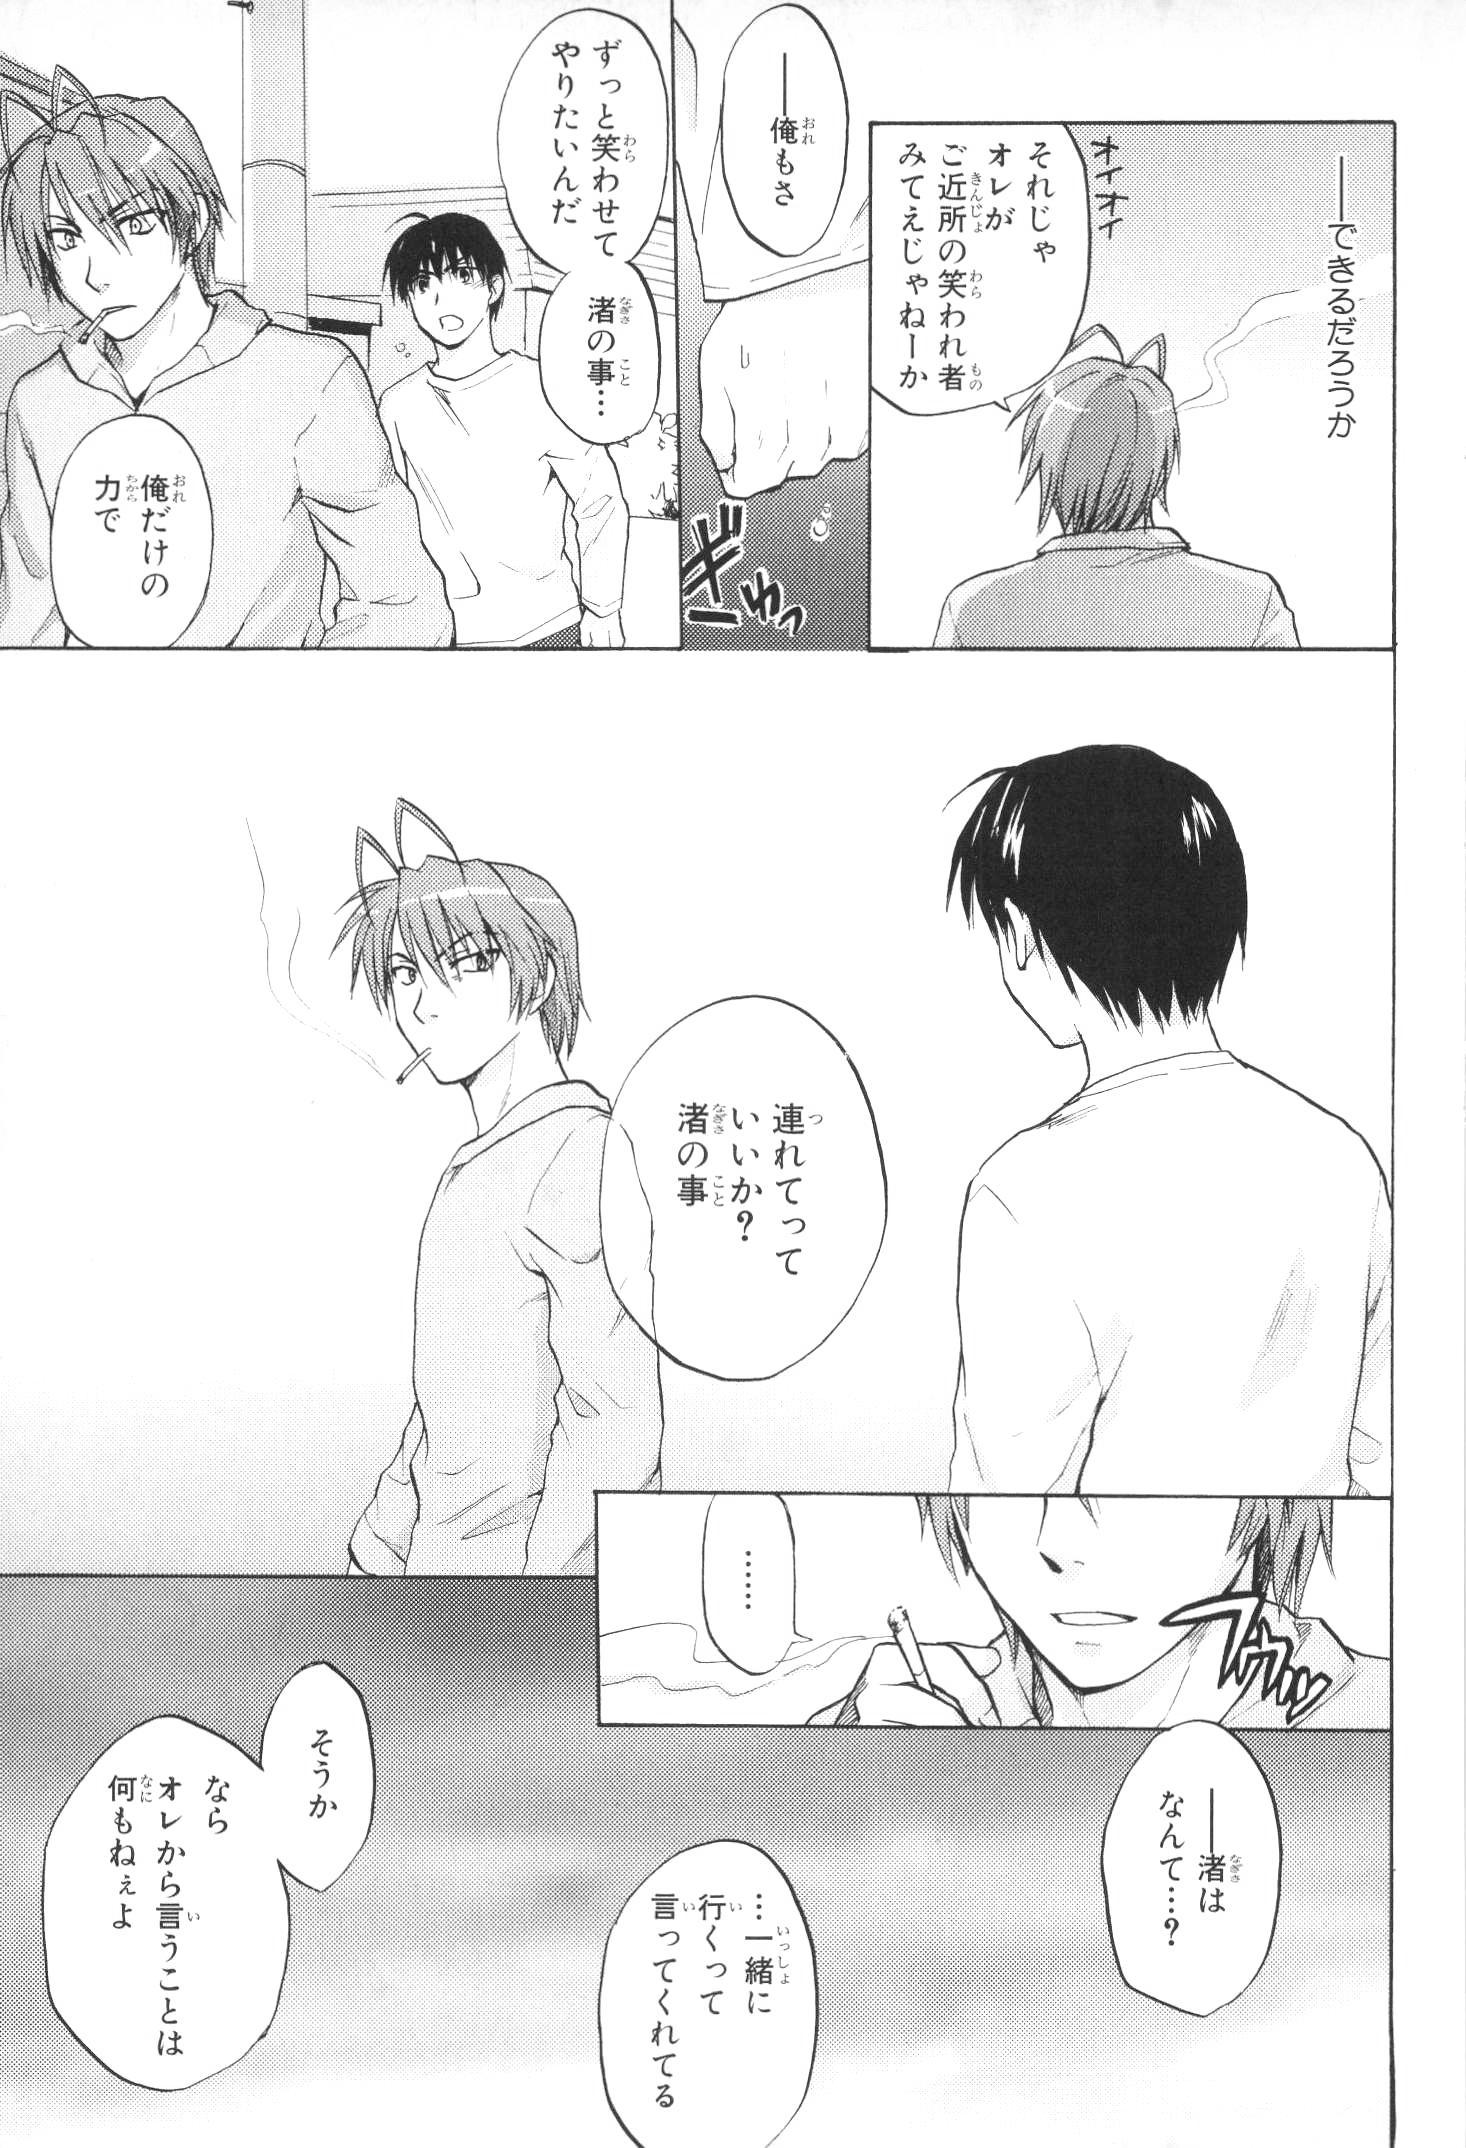 ――できるだろうか
オイオイ
それじゃ
オレが
ご近所の笑われ者
みてえじゃねーか
――俺もさ
ギュッ
ずっと笑わせて
やりたいんだ
渚の事…
俺だけの
力で
連れてって
いいか?
渚の事
フウッ
……
――渚は
なんて…?
…一緒に
行くって
言ってくれてる
そうか
なら
オレから言うことは
何もねぇよ